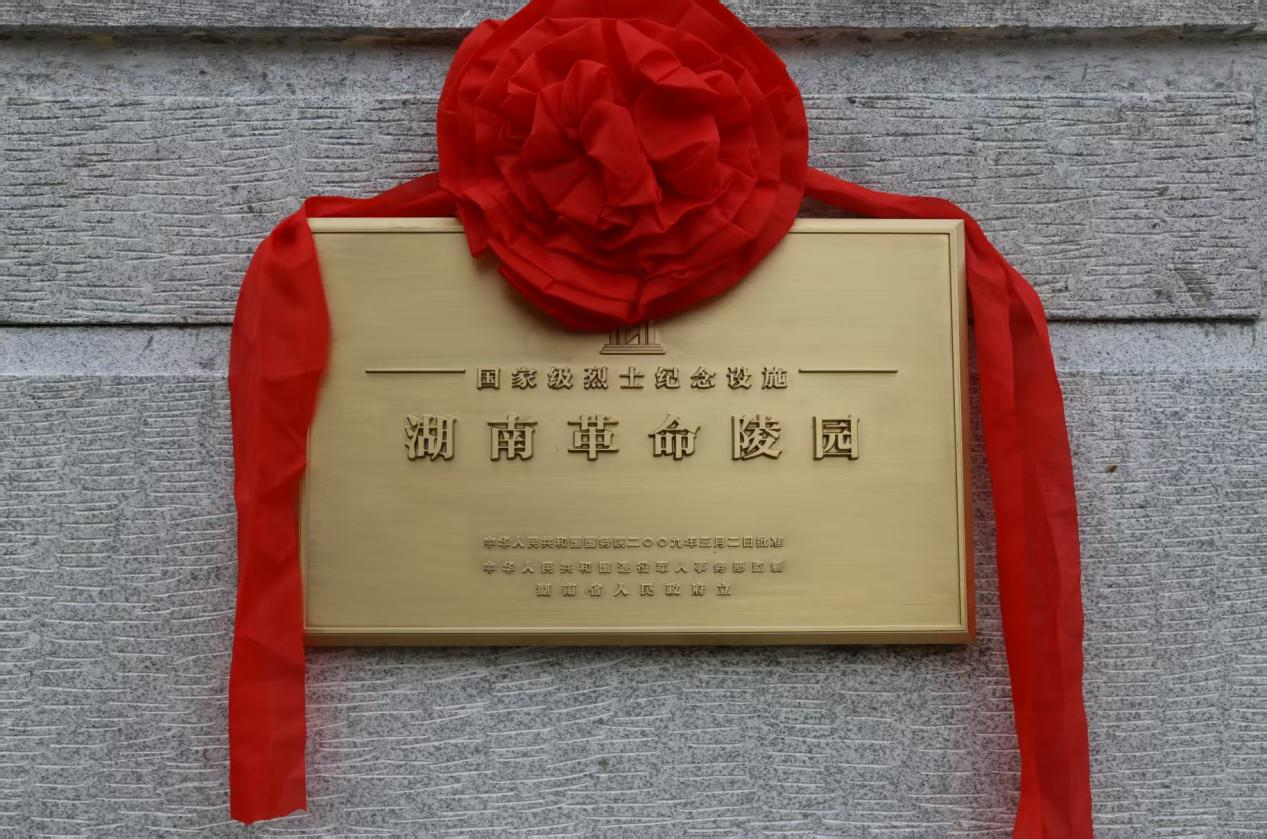 国家级烈士纪念设施
湖南革命陵园
中华人民共和国国务院二〇〇九年三月二日批准
中华人民共和国退役军人事务部监制
湖南省人民政府立